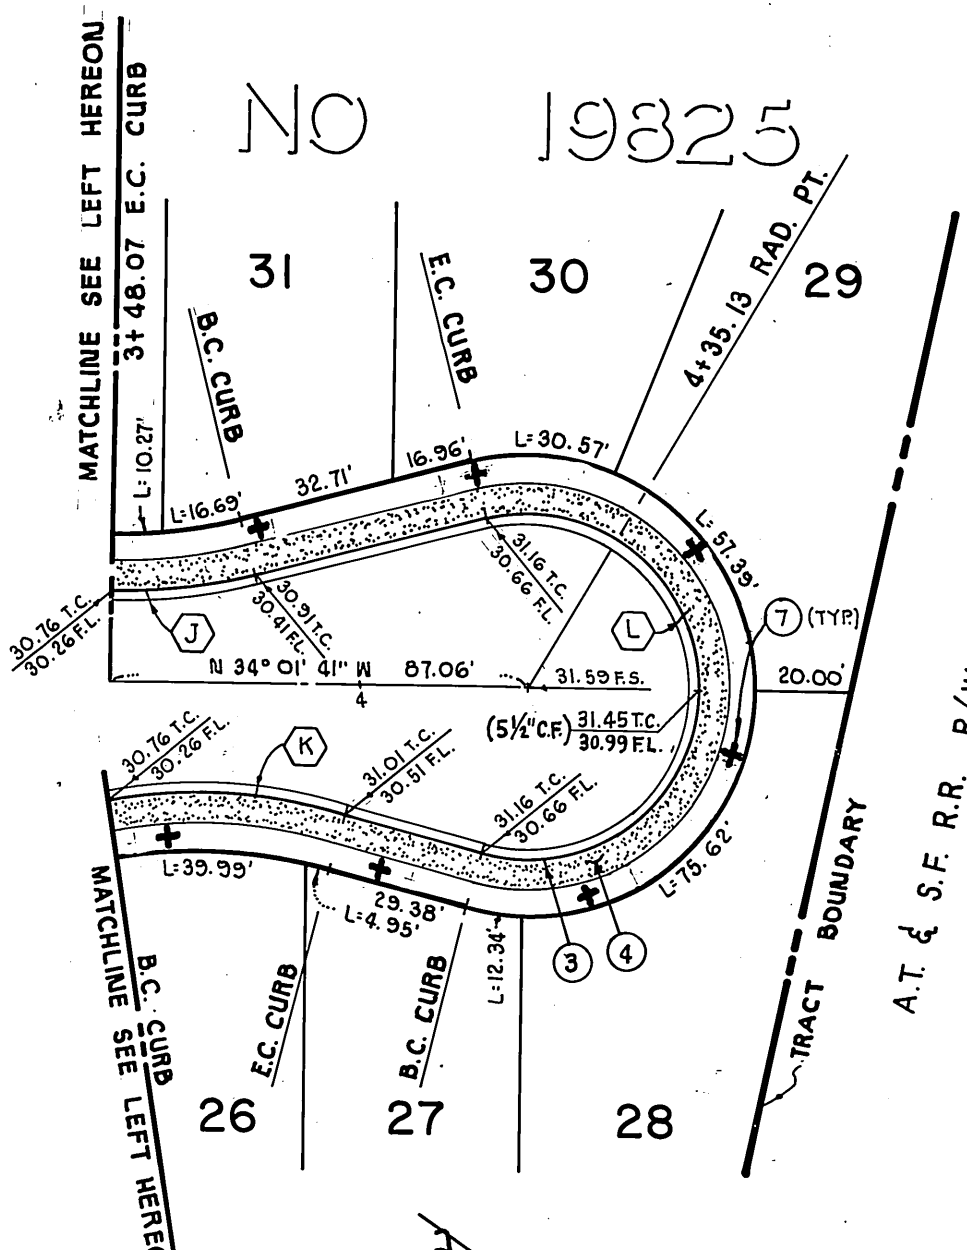 NO 19825
MATCHLINE SEE LEFT HEREON
3+ 48.07 E.C. CURB
31
30
29
4+35.13 RAD. PT.
B.C. CURB
E.C. CURB
L=10.27'
L=16.69'
32.71'
16.96'
L=30.57'
L=57.39'
30.76 T.C.
30.26 F.L.
J
30.91 T.C.
30.41 F.L.
31.16 T.C.
30.66 F.L.
L
7 (TYP.)
N 34° 01' 41" W 87.06'
4
31.59 F.S.
20.00'
(5½" C.F.) 31.45 T.C.
30.99 F.L.
30.76 T.C.
30.26 F.L.
K
31.01 T.C.
30.51 F.L.
31.16 T.C.
30.66 F.L.
L=39.99'
29.38'
L=4.95'
L=12.34'
L=75.62'
3
4
MATCHLINE SEE LEFT
B.C. CURB
E.C. CURB
B.C. CURB
26
27
28
TRACT BOUNDARY
A.T. & S.F. R.R.